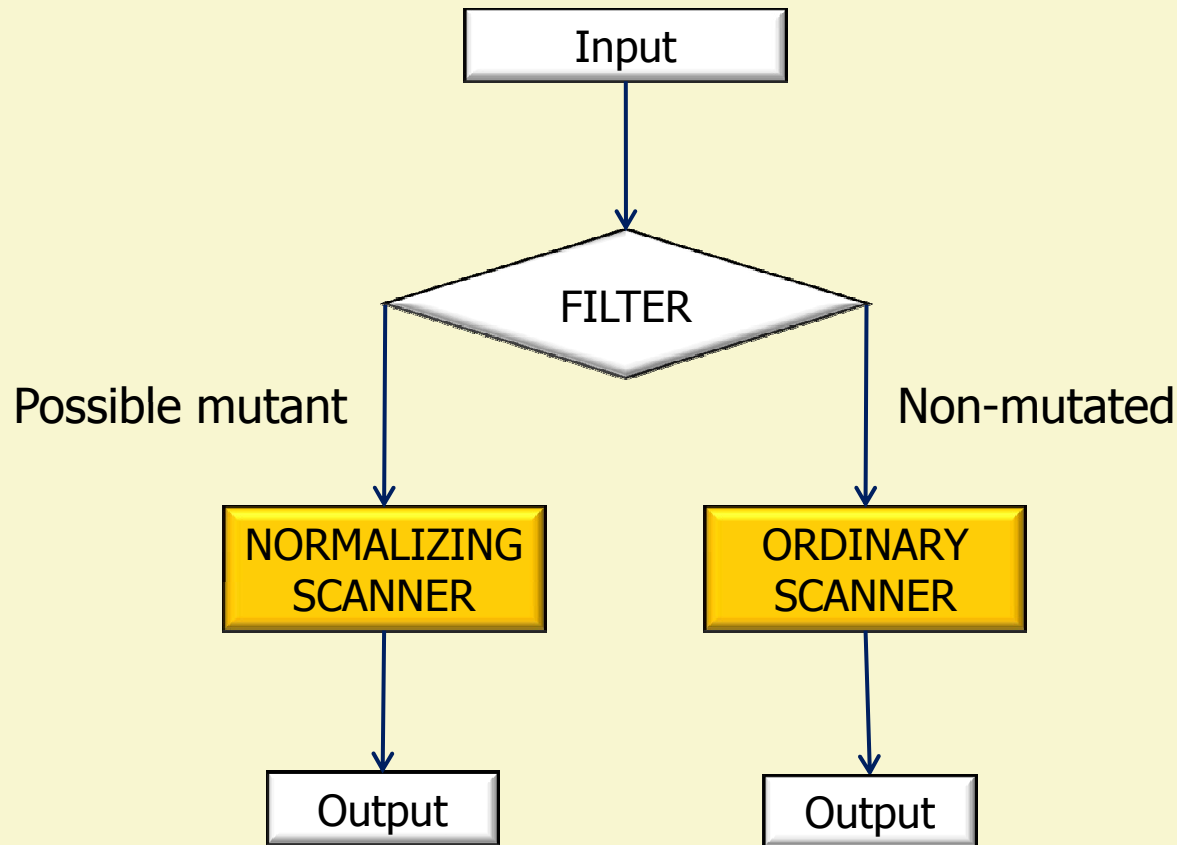 Input
FILTER
Possible mutant
Non-mutated
NORMALIZING
SCANNER
ORDINARY
SCANNER
Output
Output